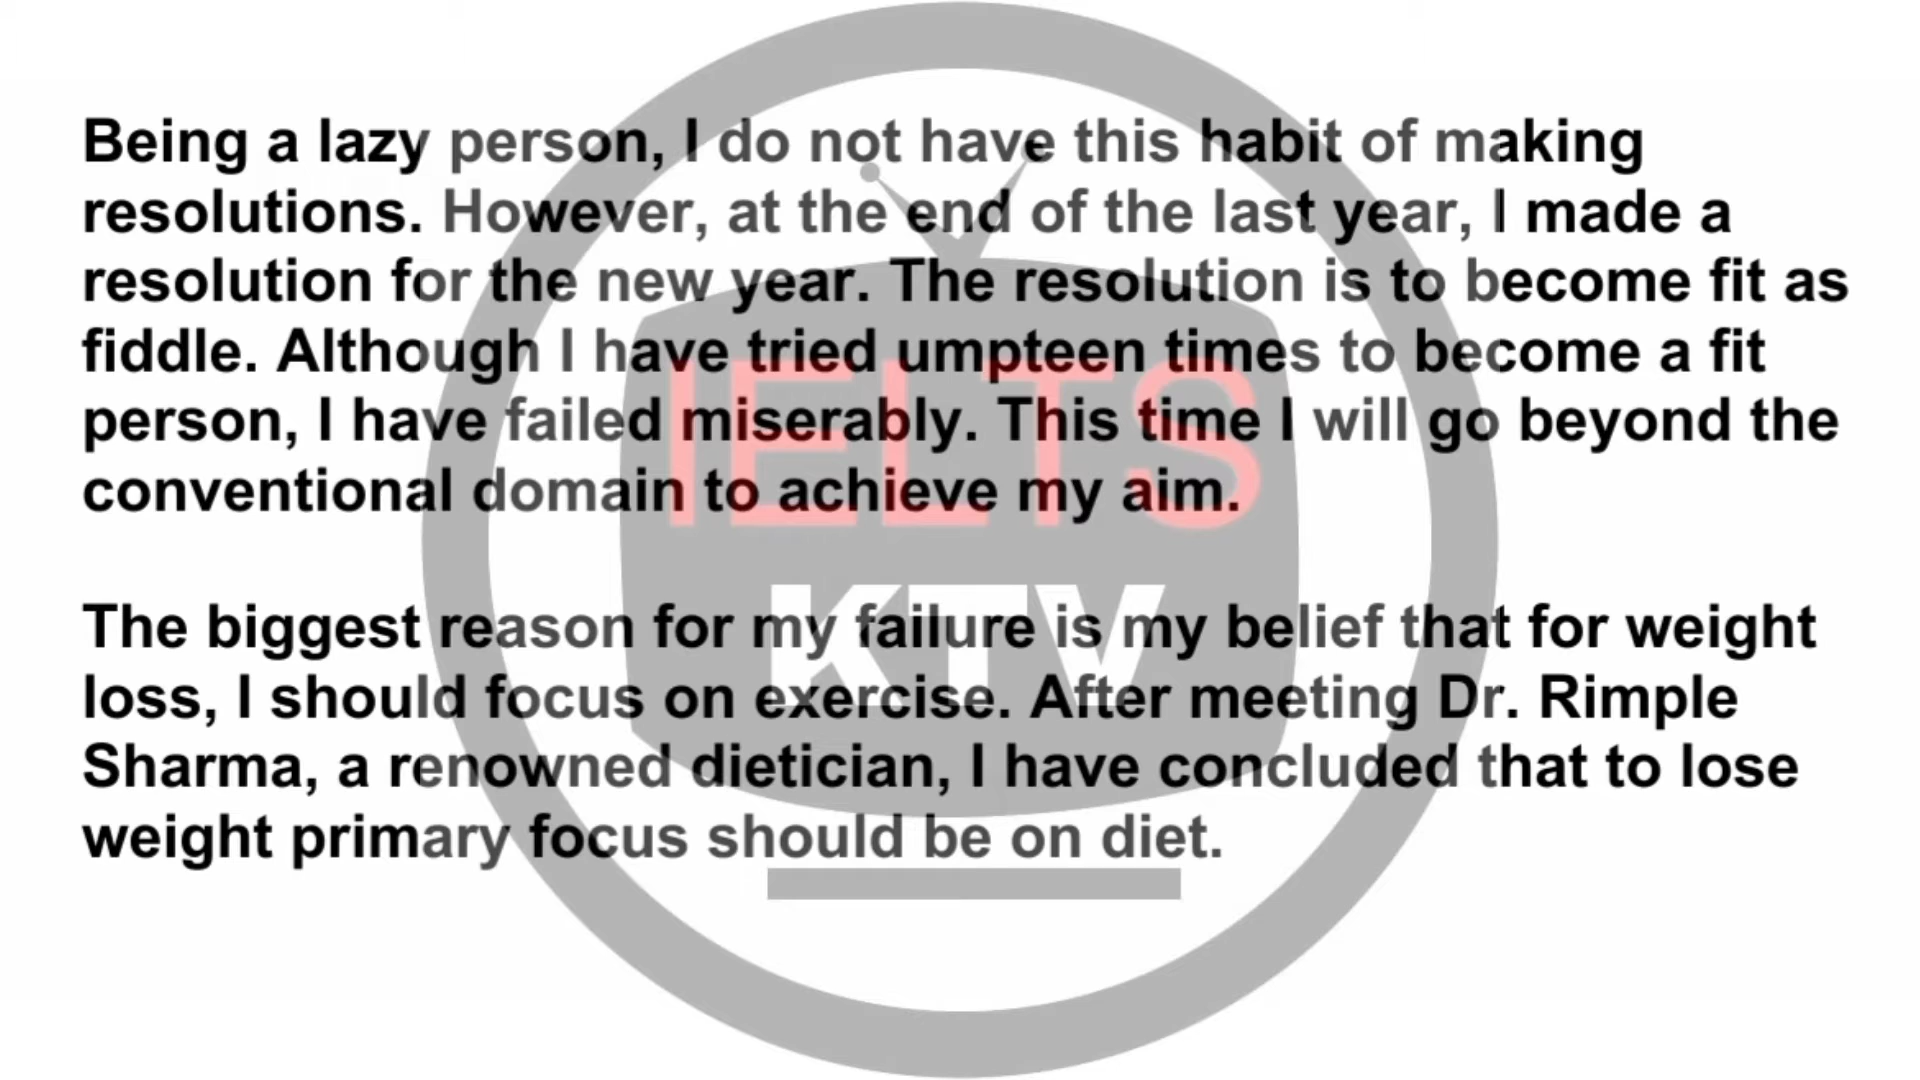 Being a lazy person, I do not have this habit of making
resolutions. However, at the end of the last year, I made a
resolution for the new year. The resolution is to become fit as
fiddle. Although I have tried umpteen times to become a fit
person, I have failed miserably. This time I will go beyond the
conventional domain to achieve my aim.
The biggest reason for my failure is my belief that for weight
loss, I should focus on exercise. After meeting Dr. Rimple
Sharma, a renowned dietician, I have concluded that to lose
weight primary focus should be on diet.
IELTS
KTV